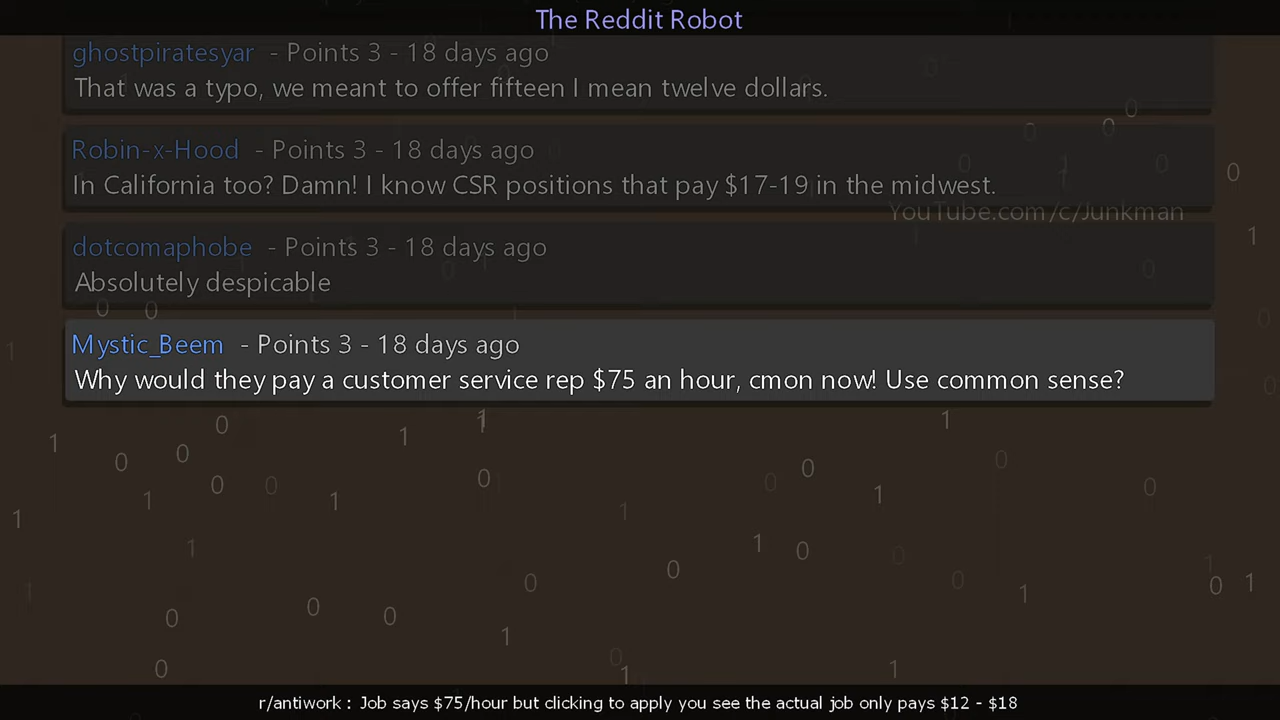 The Reddit Robot
ghostpiratesyar - Points 3 - 18 days ago
That was a typo, we meant to offer fifteen I mean twelve dollars.
Robin-x-Hood - Points 3 - 18 days ago
In California too? Damn! I know CSR positions that pay $17-19 in the midwest.
YouTube.com/c/Junkman
dotcomaphobe - Points 3 - 18 days ago
Absolutely despicable
Mystic_Beem - Points 3 - 18 days ago
Why would they pay a customer service rep $75 an hour, cmon now! Use common sense?
r/antiwork : Job says $75/hour but clicking to apply you see the actual job only pays $12 - $18